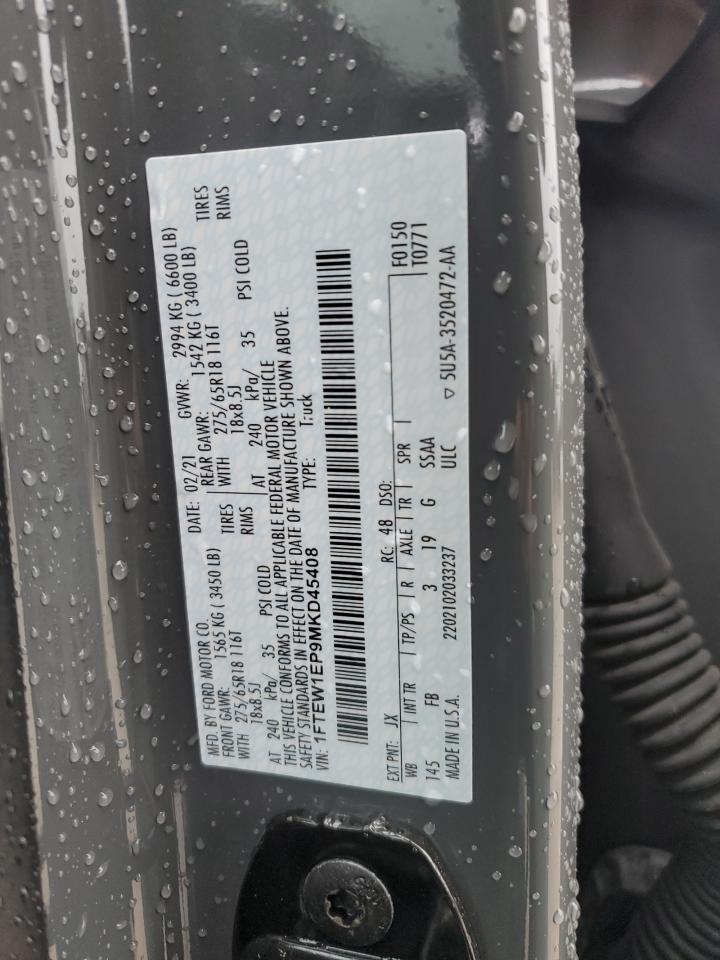 MFD. BY FORD MOTOR CO. DATE: 02/21 GVWR: 2994 KG ( 6600 LB)
FRONT GAWR: 1565 KG ( 3450 LB) REAR GAWR: 1542 KG ( 3400 LB)
WITH 275/65R18 116T TIRES WITH 275/65R18 116T TIRES
18x8.5J RIMS 18x8.5J RIMS
AT 240 kPa/ 35 PSI COLD AT 240 kPa/ 35 PSI COLD
THIS VEHICLE CONFORMS TO ALL APPLICABLE FEDERAL MOTOR VEHICLE
SAFETY STANDARDS IN EFFECT ON THE DATE OF MANUFACTURE SHOWN ABOVE.
VIN: 1FTEW1EP9MKD45408 TYPE: Truck
EXT PNT: JX RC: 48 DSO: F0150
WB INT TR TP/PS R AXLE TR SPR T0771
145 FB 3 19 G SSAA
MADE IN U.S.A. 2202102033237 ULC ▽ 5U5A-3520472-AA